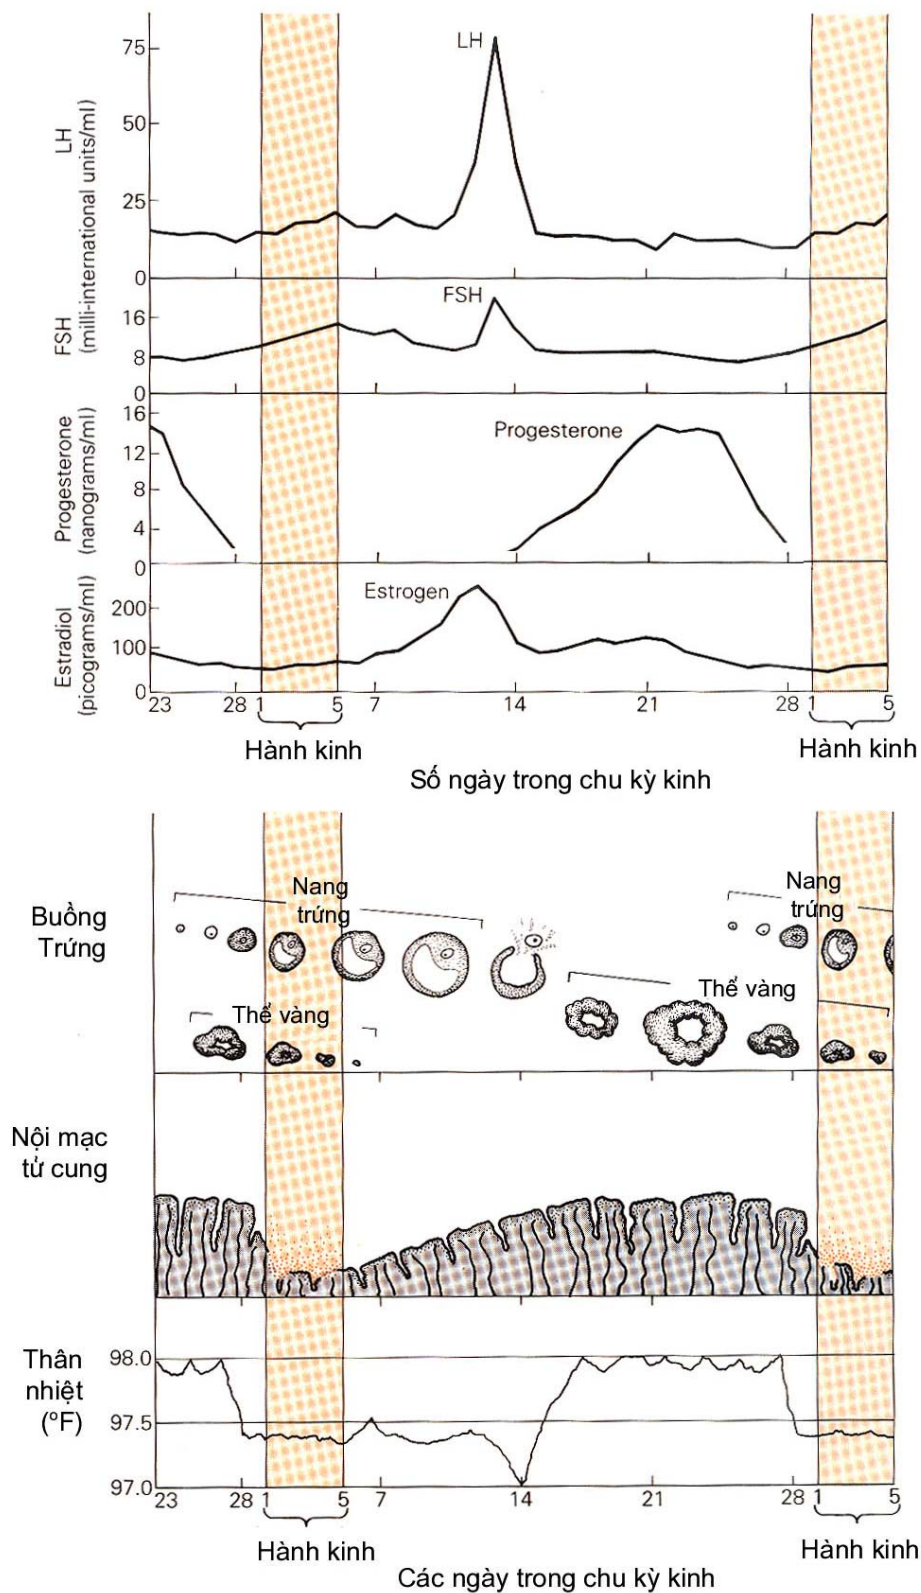 75
LH
50
LH
(milli-international units/ml)
25
0
FSH
FSH
16
8
0
16
Progesterone
(nanograms/ml)
Progesterone
12
8
4
0
Estradiol
(picograms/ml)
Estrogen
200
100
0
23 28 1 5 7 14 21 28 1 5
Hành kinh Hành kinh
Số ngày trong chu kỳ kinh
Buồng
Trứng
Nang
trứng
Nang
trứng
Thể vàng
Thể vàng
Nội mạc
tử cung
Thân
nhiệt
(ºF)
98.0
97.5
97.0
23 28 1 5 7 14 21 28 1 5
Hành kinh Hành kinh
Các ngày trong chu kỳ kinh